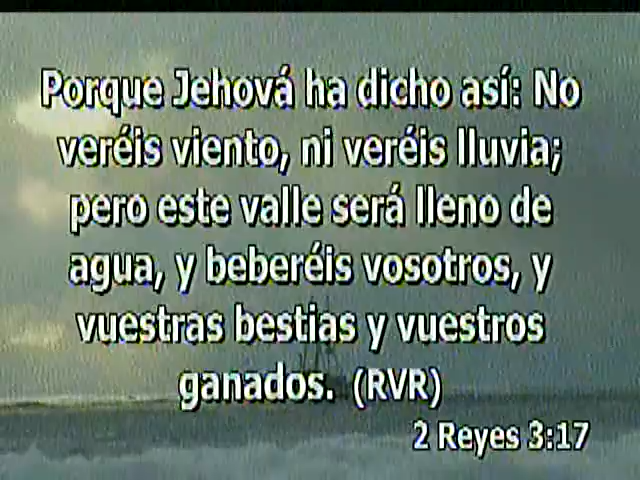 Porque Jehová ha dicho así: No
veréis viento, ni veréis lluvia;
pero este valle será lleno de
agua, y beberéis vosotros, y
vuestras bestias y vuestros
ganados. (RVR)
2 Reyes 3:17